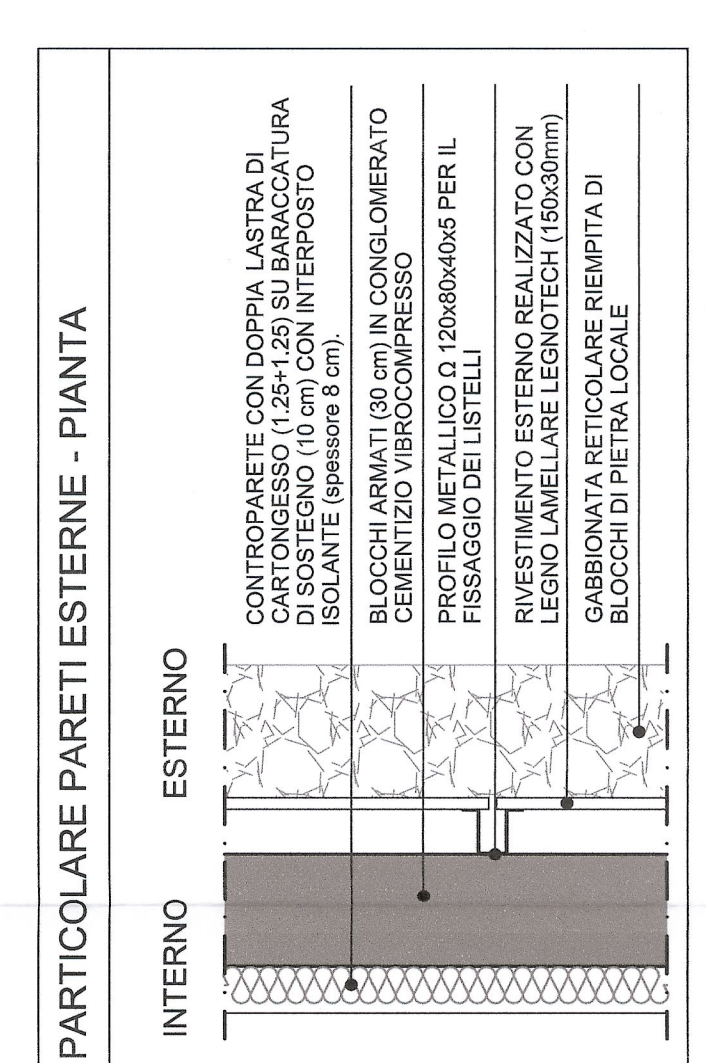 PARTICOLARE PARETI ESTERNE - PIANTA
INTERNO
ESTERNO
CONTROPARETE CON DOPPIA LASTRA DI
CARTONGESSO (1.25+1.25) SU BARACCATURA
DI SOSTEGNO (10 cm) CON INTERPOSTO
ISOLANTE (spessore 8 cm).
BLOCCHI ARMATI (30 cm) IN CONGLOMERATO
CEMENTIZIO VIBROCOMPRESSO
PROFILO METALLICO Ω 120x80x40x5 PER IL
FISSAGGIO DEI LISTELLI
RIVESTIMENTO ESTERNO REALIZZATO CON
LEGNO LAMELLARE LEGNOTECH (150x30mm)
GABBIONATA RETICOLARE RIEMPITA DI
BLOCCHI DI PIETRA LOCALE